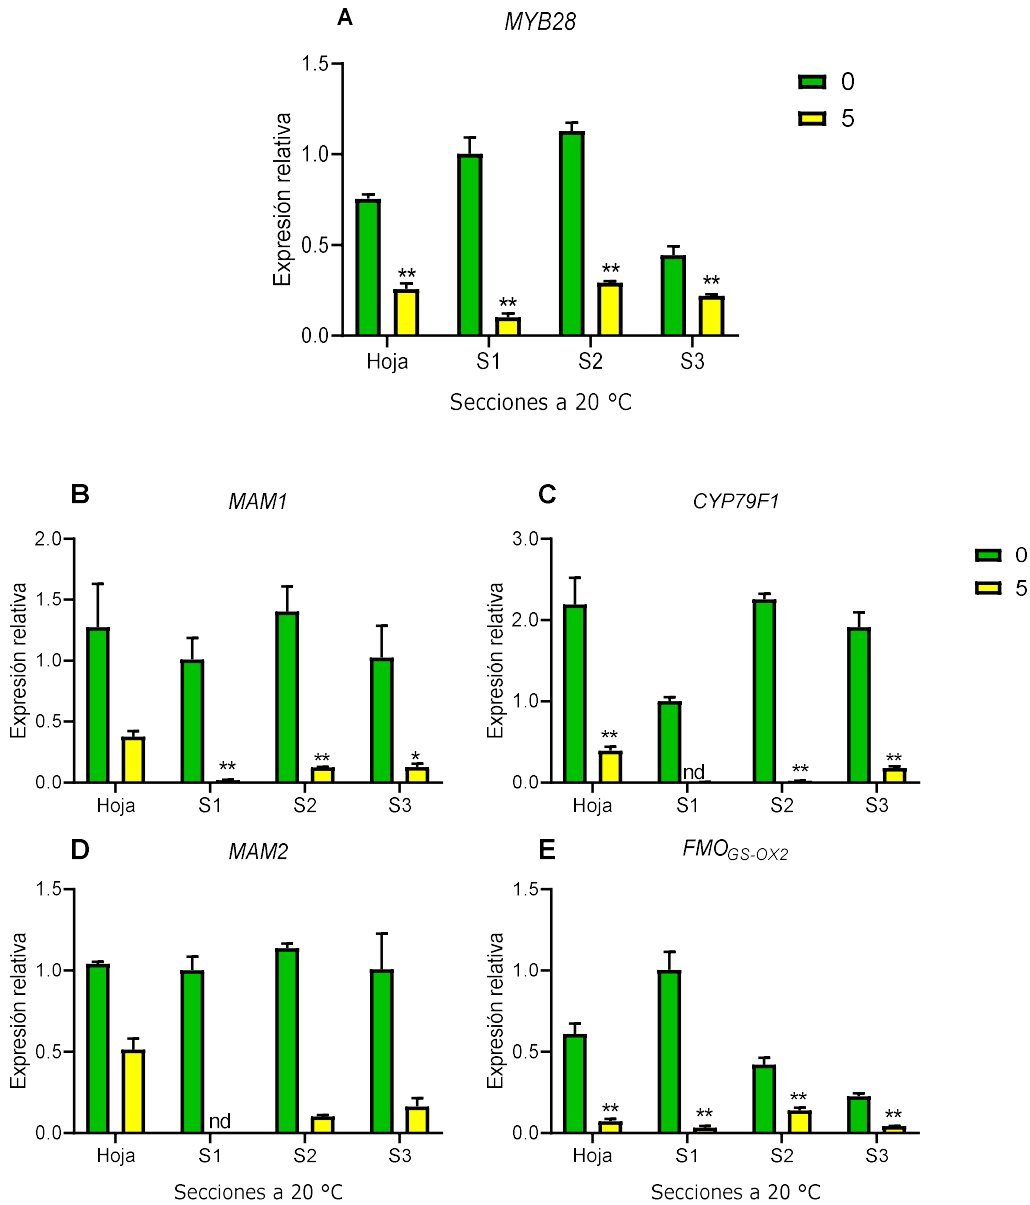 A
MYB28
1.5
1.0
0.5
0.0
Expresión relativa
**
**
**
**
Hoja S1 S2 S3
Secciones a 20 °C
0
5
B
MAM1
2.0
1.5
1.0
0.5
0.0
Expresión relativa
**
**
*
Hoja S1 S2 S3
C
CYP79F1
3.0
2.0
1.0
0.0
Expresión relativa
**
nd
**
**
Hoja S1 S2 S3
0
5
D
MAM2
1.5
1.0
0.5
0.0
Expresión relativa
nd
Hoja S1 S2 S3
Secciones a 20 °C
E
FMOGS-OX2
1.5
1.0
0.5
0.0
Expresión relativa
**
**
**
**
Hoja S1 S2 S3
Secciones a 20 °C